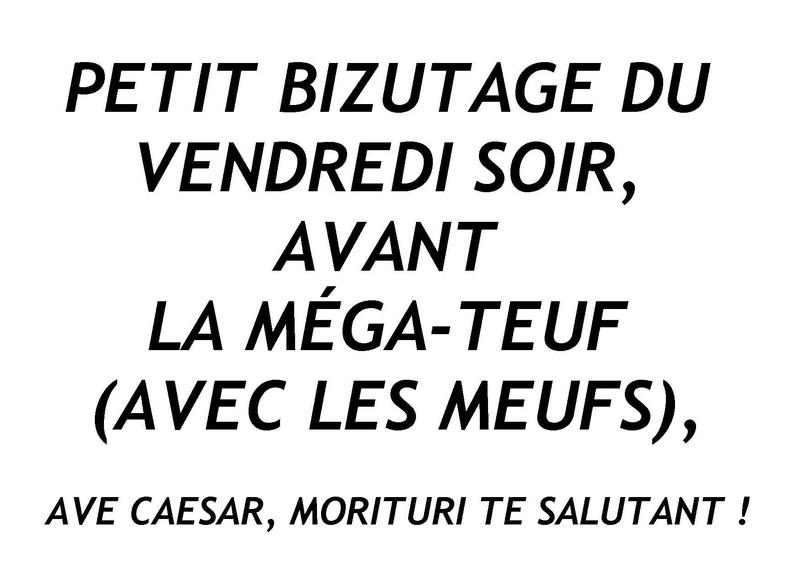 PETIT BIZUTAGE DU
VENDREDI SOIR,
AVANT
LA MÉGA-TEUF
(AVEC LES MEUFS),
AVE CAESAR, MORITURI TE SALUTANT !